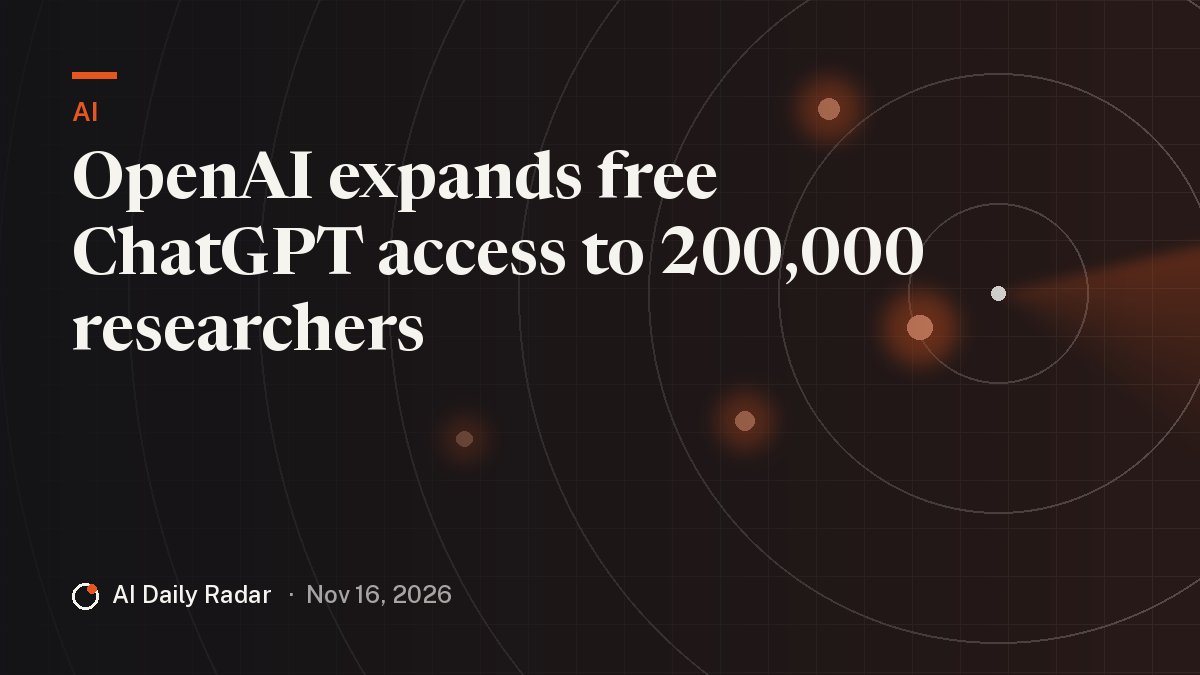 AI
OpenAI expands free
ChatGPT access to 200,000
researchers
AI Daily Radar · Nov 16, 2026